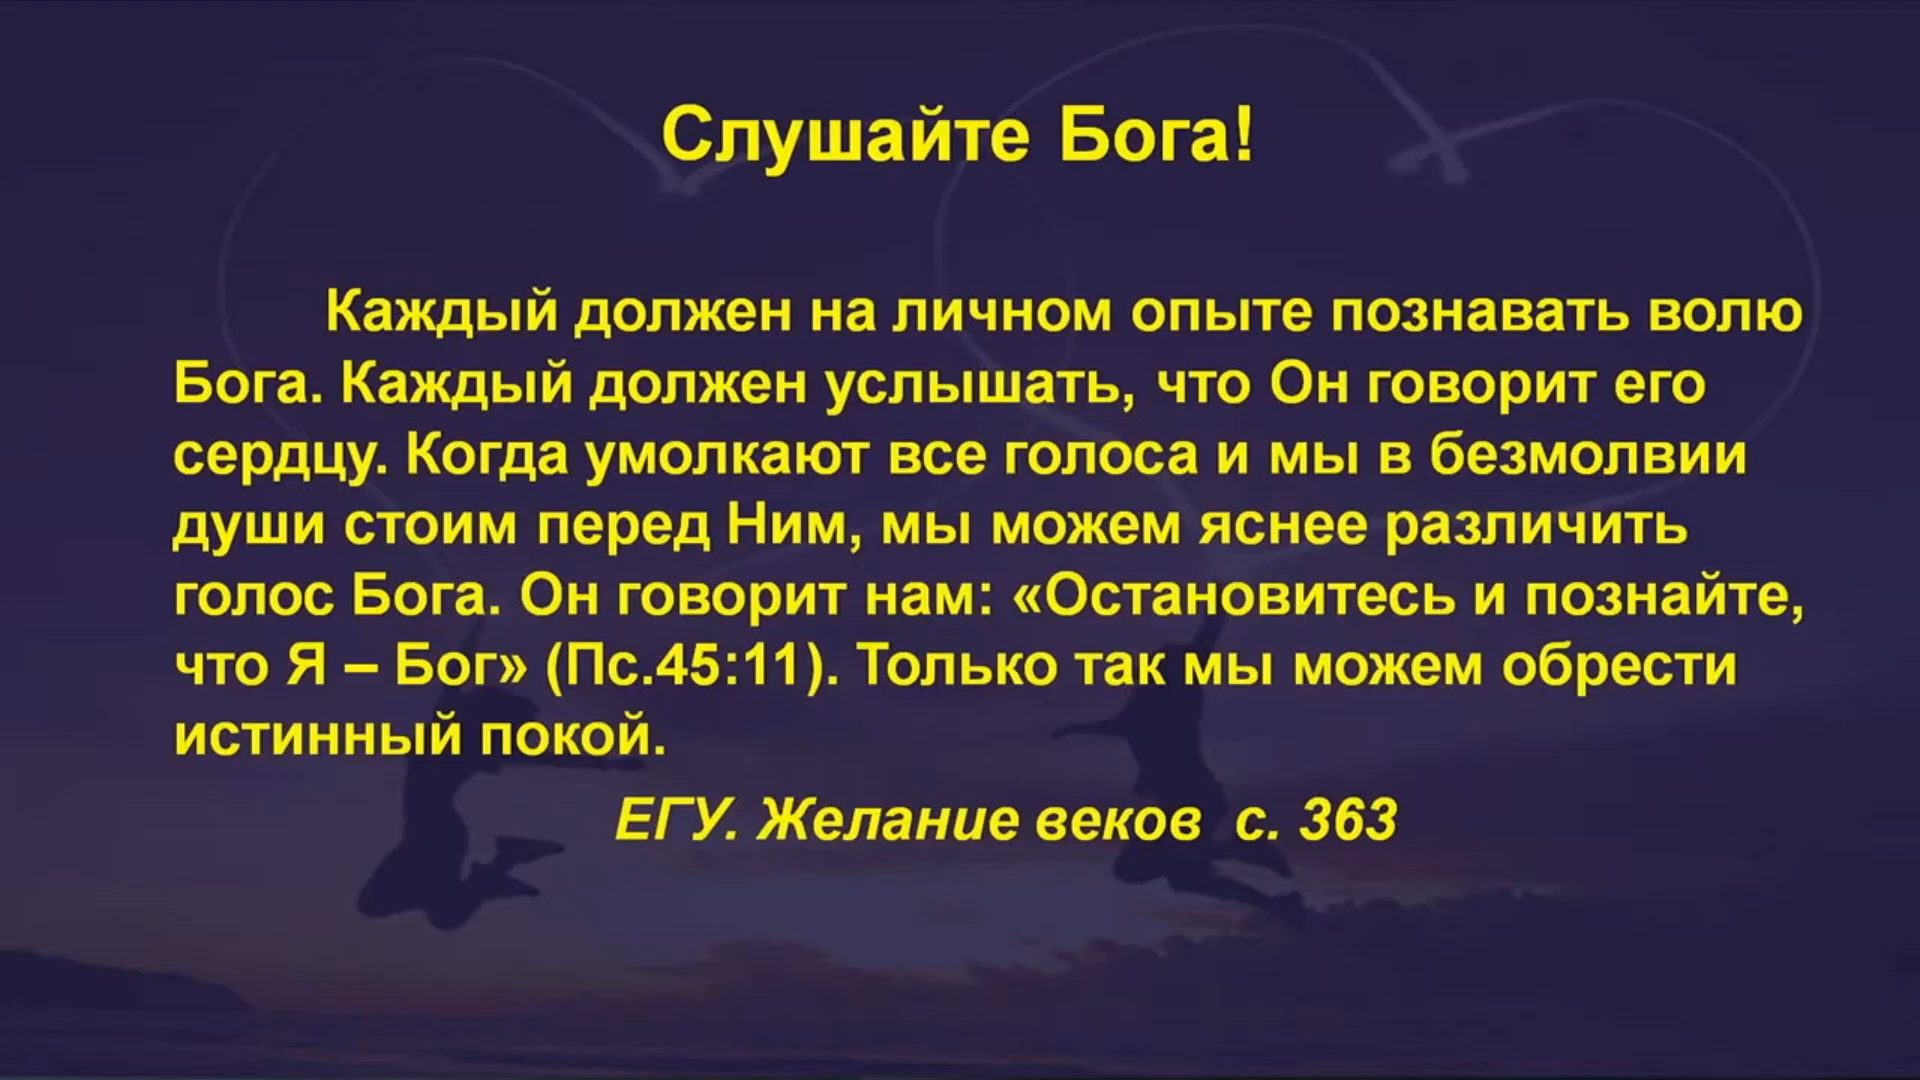 Слушайте Бога!
Каждый должен на личном опыте познавать волю
Бога. Каждый должен услышать, что Он говорит его
сердцу. Когда умолкают все голоса и мы в безмолвии
души стоим перед Ним, мы можем яснее различить
голос Бога. Он говорит нам: «Остановитесь и познайте,
что Я – Бог» (Пс.45:11). Только так мы можем обрести
истинный покой.
ЕГУ. Желание веков с. 363